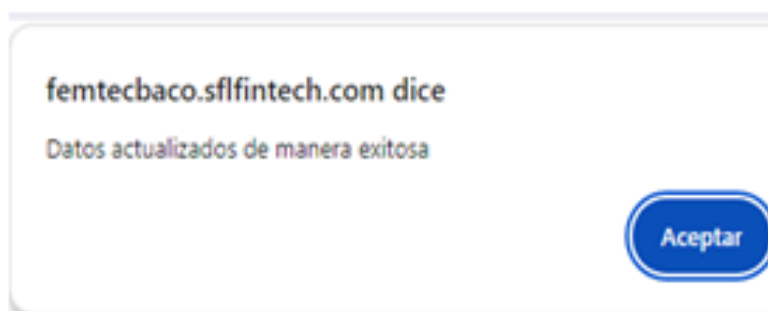 femtecbaco.sflfintech.com dice
Datos actualizados de manera exitosa
Aceptar